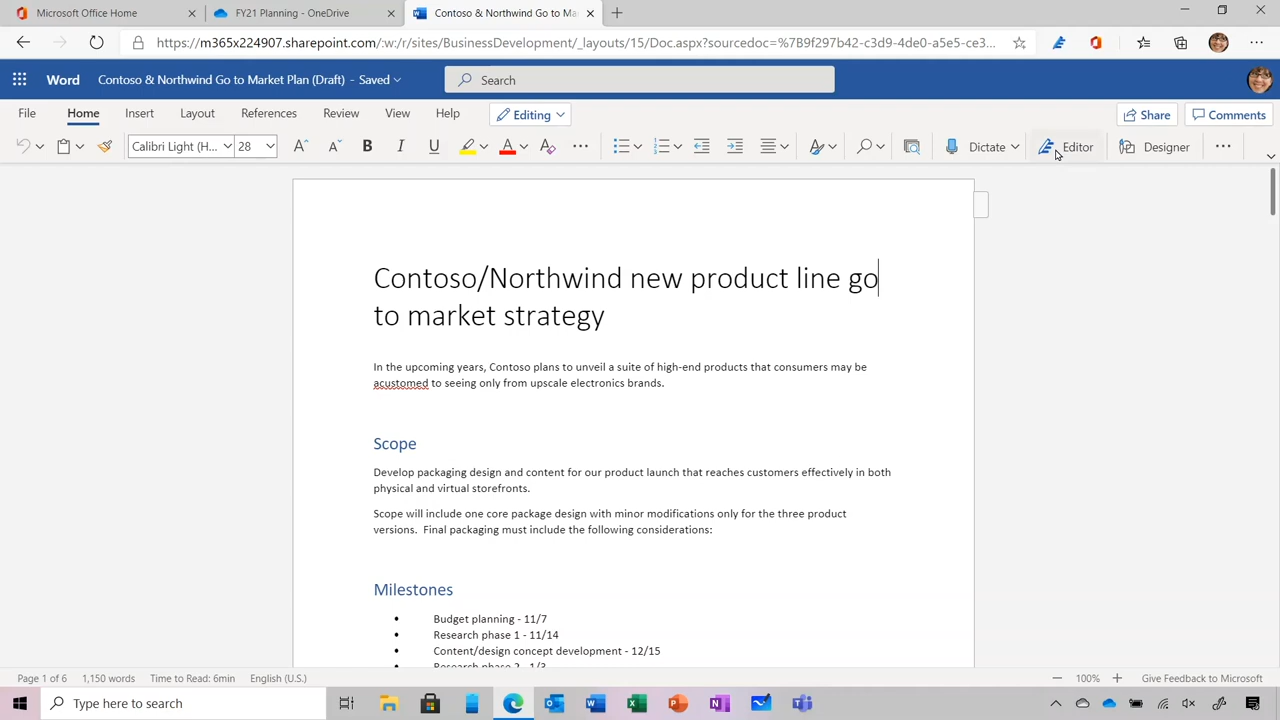 Microsoft Office Home
FY21 Planning - OneDrive
Contoso & Northwind Go to Ma
https://m365x224907.sharepoint.com/:w:/r/sites/BusinessDevelopment/_layouts/15/Doc.aspx?sourcedoc=%7B9f297b42-c3d9-4de0-a5e5-ce3...
Word
Contoso & Northwind Go to Market Plan (Draft) - Saved
Search
File Home Insert Layout References Review View Help Editing Share Comments
Calibri Light (H... 28 B I U Dictate Editor Designer
Contoso/Northwind new product line go
to market strategy
In the upcoming years, Contoso plans to unveil a suite of high-end products that consumers may be
acustomed to seeing only from upscale electronics brands.
Scope
Develop packaging design and content for our product launch that reaches customers effectively in both
physical and virtual storefronts.
Scope will include one core package design with minor modifications only for the three product
versions.  Final packaging must include the following considerations:
Milestones
• Budget planning - 11/7
• Research phase 1 - 11/14
• Content/design concept development - 12/15
Research phase 2 - 1/3
Page 1 of 6 1,150 words Time to Read: 6min English (U.S.) 100% Give Feedback to Microsoft
Type here to search